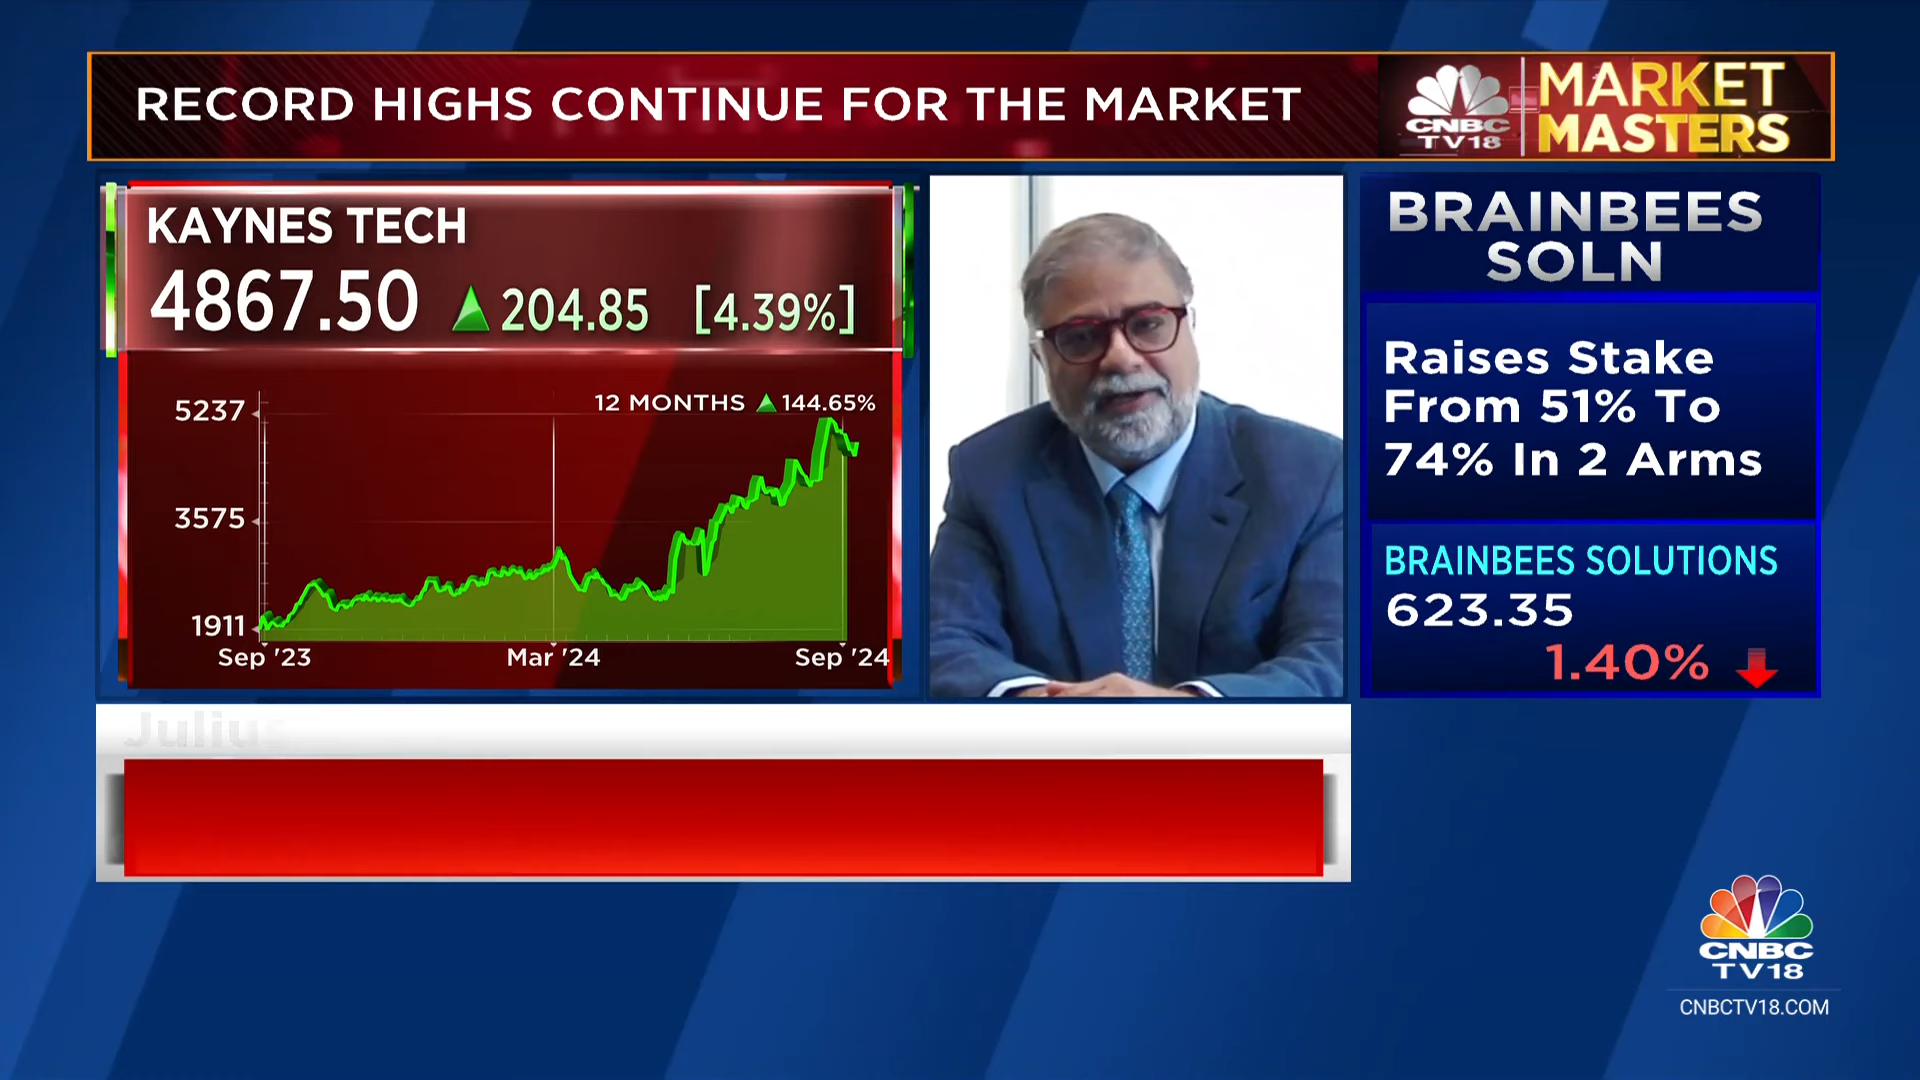 RECORD HIGHS CONTINUE FOR THE MARKET
CNBC
TV18
MARKET
MASTERS
KAYNES TECH
4867.50 ▲ 204.85 [4.39%]
12 MONTHS ▲ 144.65%
5237
3575
1911
Sep '23 Mar '24 Sep '24
BRAINBEES
SOLN
Raises Stake
From 51% To
74% In 2 Arms
BRAINBEES SOLUTIONS
623.35
1.40%
CNBC
TV18
CNBCTV18.COM